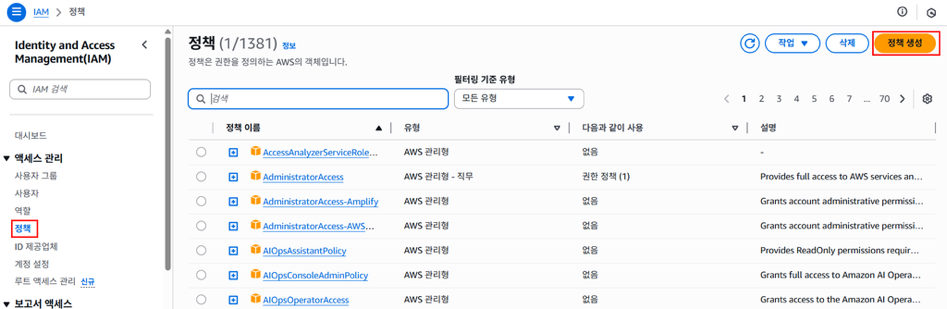 IAM > 정책
Identity and Access
Management(IAM)
IAM 검색
대시보드
액세스 관리
사용자 그룹
사용자
역할
정책
ID 제공업체
계정 설정
루트 액세스 관리 신규
보고서 액세스
정책 (1/1381) 정보
정책은 권한을 정의하는 AWS의 객체입니다.
작업 삭제 정책 생성
필터링 기준 유형
검색 모든 유형 < 1 2 3 4 5 6 7 ... 70 >
정책 이름 유형 다음과 같이 사용 설명
AccessAnalyzerServiceRole... AWS 관리형 없음 -
AdministratorAccess AWS 관리형 - 직무 권한 정책 (1) Provides full access to AWS services an...
AdministratorAccess-Amplify AWS 관리형 없음 Grants account administrative permissi...
AdministratorAccess-AWS... AWS 관리형 없음 Grants account administrative permissi...
AIOpsAssistantPolicy AWS 관리형 없음 Provides ReadOnly permissions requir...
AIOpsConsoleAdminPolicy AWS 관리형 없음 Grants full access to Amazon AI Opera...
AIOpsOperatorAccess AWS 관리형 없음 Grants access to the Amazon AI Opera...